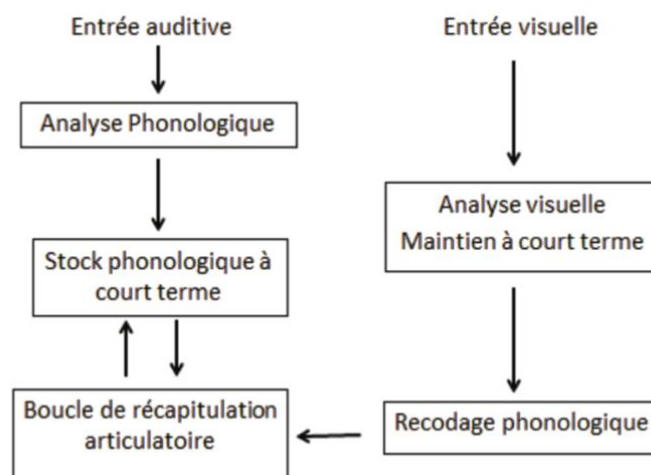 Entrée auditive
Analyse Phonologique
Stock phonologique à
court terme
Boucle de récapitulation
articulatoire
Entrée visuelle
Analyse visuelle
Maintien à court terme
Recodage phonologique